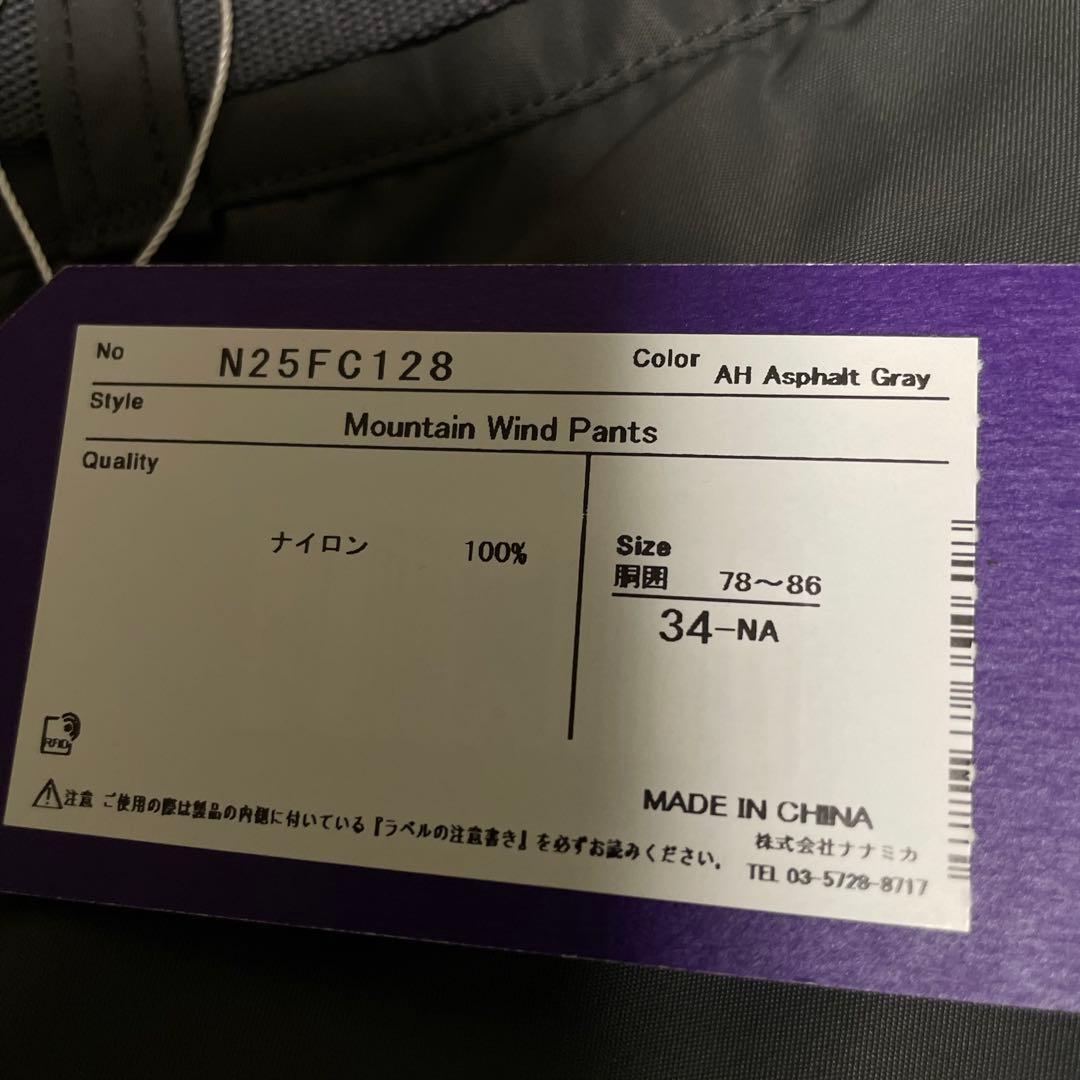 No N25FC128 Color AH Asphalt Gray
Style Mountain Wind Pants
Quality
ナイロン 100%
Size
胴囲 78〜86
34-NA
RFID
注意 ご使用の際は製品の内側に付いている『ラベルの注意書き』を必ずお読みください。
MADE IN CHINA
株式会社ナナミカ
TEL 03-5728-8717